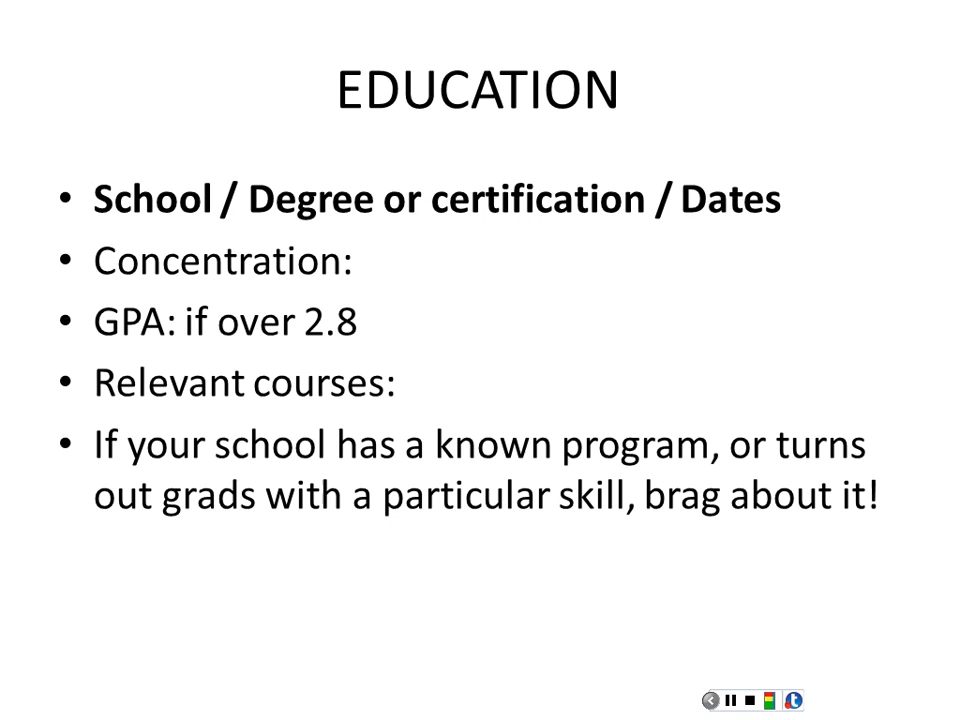 EDUCATION
• School / Degree or certification / Dates
• Concentration:
• GPA: if over 2.8
• Relevant courses:
• If your school has a known program, or turns
out grads with a particular skill, brag about it!
t